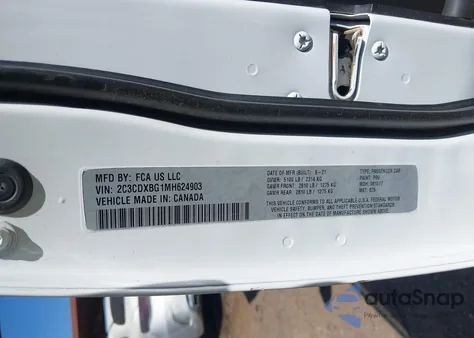 MFD BY: FCA US LLC
VIN: 2C3CDXBG1MH624903
VEHICLE MADE IN: CANADA
DATE OF MFR (BUILT): 6-21
GVWR: 5100 LB / 2314 KG
GAWR FRONT: 2810 LB / 1275 KG
GAWR REAR: 2810 LB / 1275 KG
TYPE: PASSENGER CAR
PAINT: PW7
THIS VEHICLE CONFORMS TO ALL APPLICABLE U.S.A. FEDERAL MOTOR
VEHICLE SAFETY, BUMPER, AND THEFT PREVENTION STANDARDS
IN EFFECT ON THE DATE OF MANUFACTURE SHOWN ABOVE
autoSnap